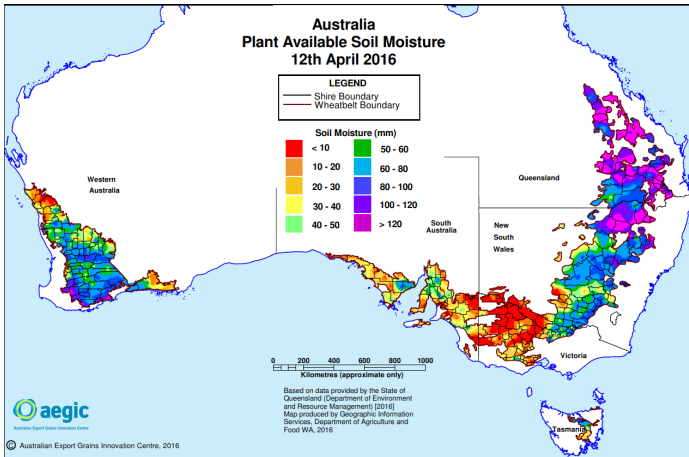 Australia
Plant Available Soil Moisture
12th April 2016
LEGEND
Shire Boundary
Wheatbelt Boundary
Soil Moisture (mm)
< 10
10 - 20
20 - 30
30 - 40
40 - 50
50 - 60
60 - 80
80 - 100
100 - 120
> 120
Western
Australia
Queensland
South
Australia
New
South
Wales
Victoria
Tasmania
0 200 400 600 800 1000
Kilometres (approximate only)
Based on data provided by the State of
Queensland (Department of Environment
and Resource Management) [2016]
Map produced by Geographic Information
Services, Department of Agriculture and
Food WA, 2016
aegic
Australian Export Grains Innovation Centre
© Australian Export Grains Innovation Centre, 2016